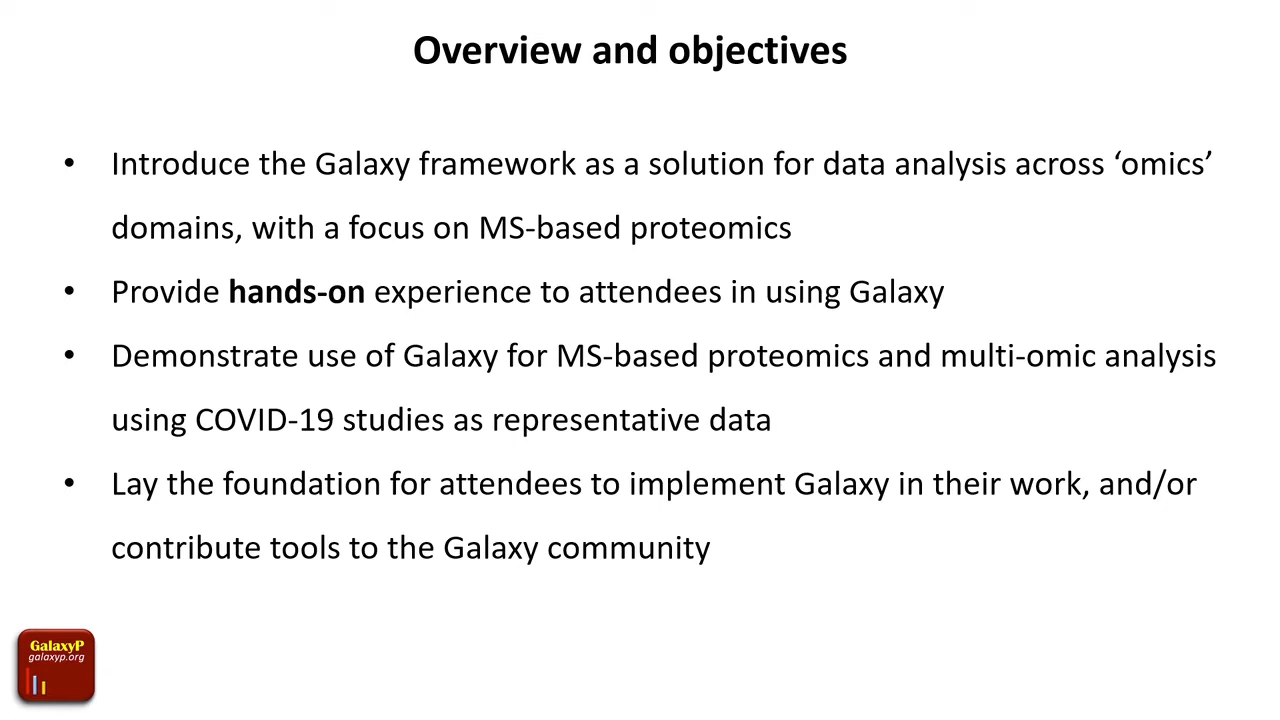 Overview and objectives
• Introduce the Galaxy framework as a solution for data analysis across ‘omics’
domains, with a focus on MS-based proteomics
• Provide hands-on experience to attendees in using Galaxy
• Demonstrate use of Galaxy for MS-based proteomics and multi-omic analysis
using COVID-19 studies as representative data
• Lay the foundation for attendees to implement Galaxy in their work, and/or
contribute tools to the Galaxy community
GalaxyP
galaxyp.org